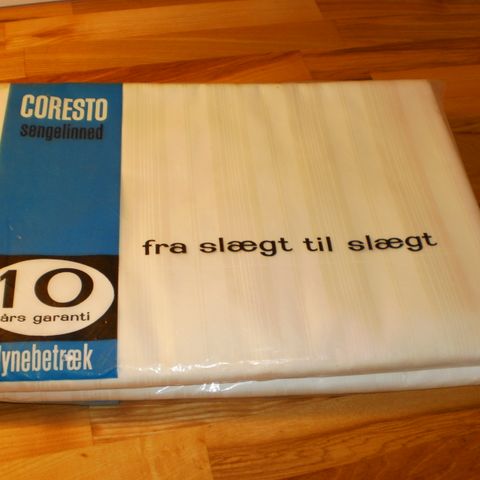 CORESTO
sengelinned
fra slægt til slægt
10
års garanti
dynebetræk